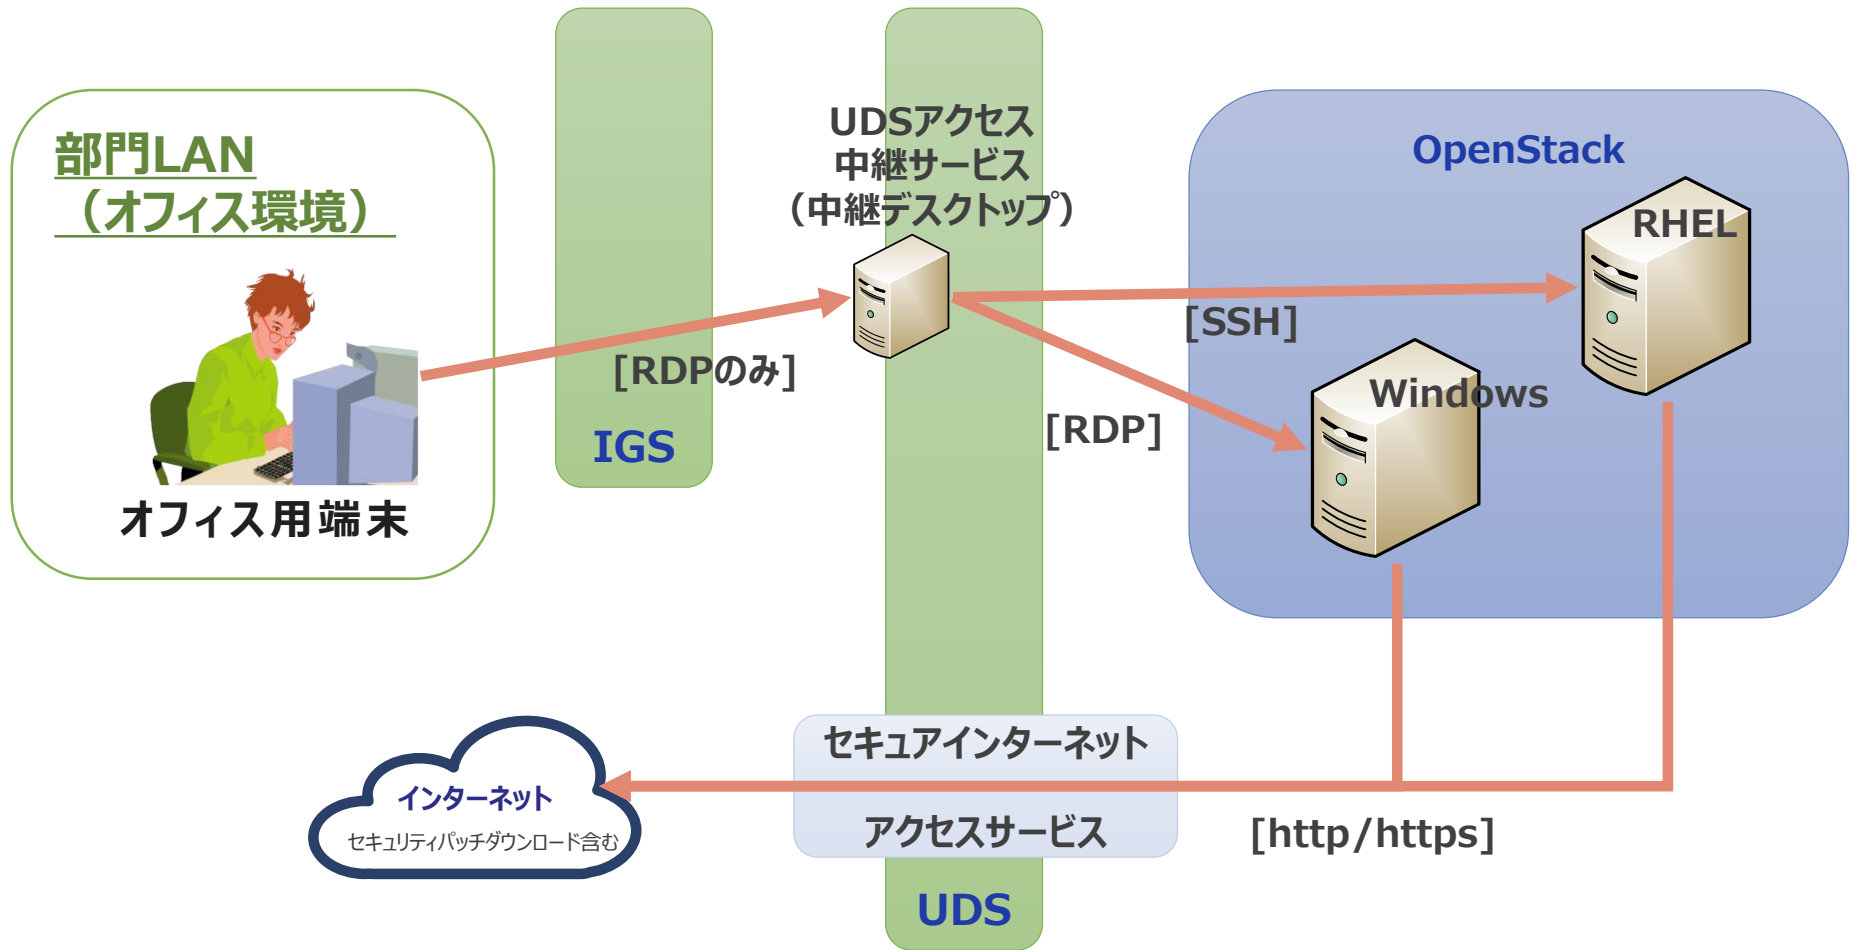 部門LAN
（オフィス環境）
オフィス用端末
[RDPのみ]
IGS
UDSアクセス
中継サービス
（中継デスクトップ）
OpenStack
RHEL
[SSH]
Windows
[RDP]
セキュアインターネット
アクセスサービス
[http/https]
インターネット
セキュリティパッチダウンロード含む
UDS